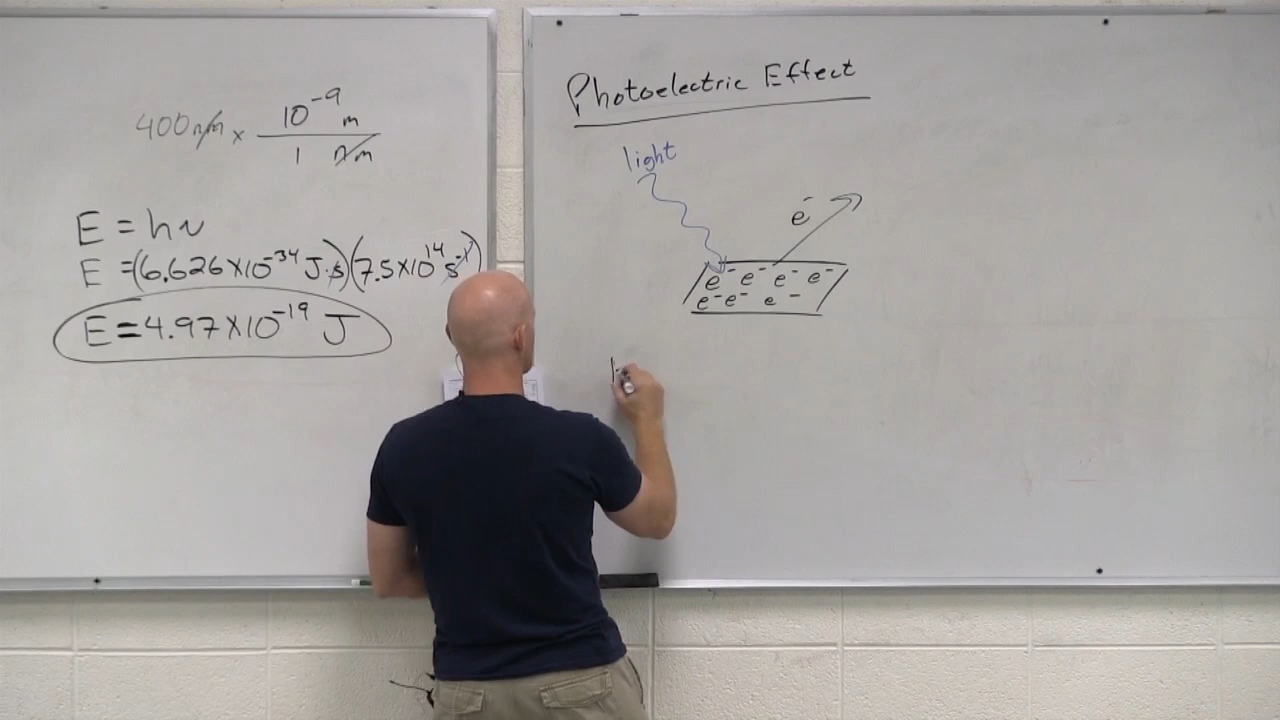 400nm × 10⁻⁹ m
1 nm
E = hν
E = (6.626×10⁻³⁴ J·s)(7.5×10¹⁴ s⁻¹)
E = 4.97×10⁻¹⁹ J
Photoelectric Effect
light
e⁻
e⁻ e⁻ e⁻ e⁻
e⁻ e⁻ e⁻